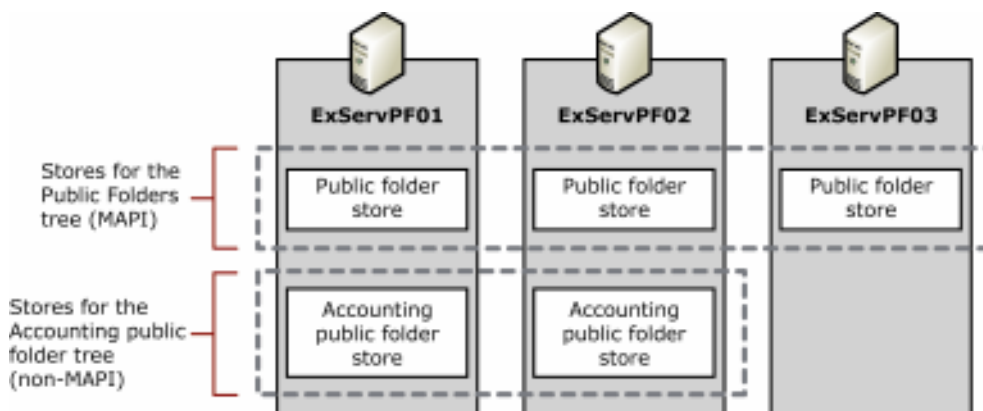 ExServPF01
ExServPF02
ExServPF03
Stores for the
Public Folders
tree (MAPI)
Public folder
store
Public folder
store
Public folder
store
Stores for the
Accounting public
folder tree
(non-MAPI)
Accounting
public folder
store
Accounting
public folder
store